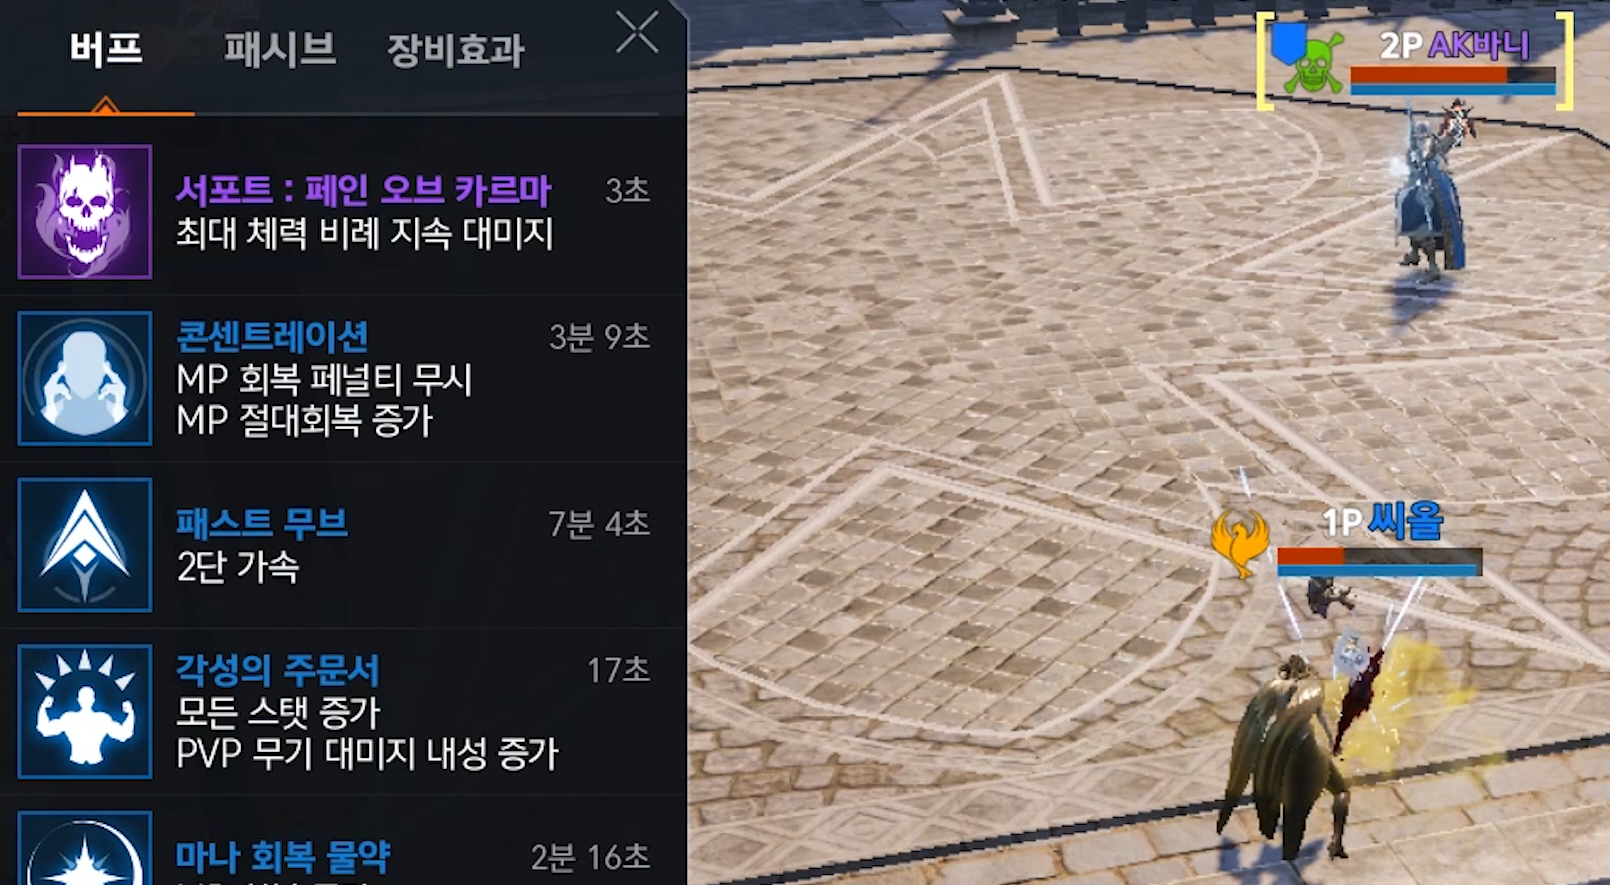 버프
패시브
장비효과
서포트 : 페인 오브 카르마
3초
최대 체력 비례 지속 대미지
콘센트레이션
3분 9초
MP 회복 페널티 무시
MP 절대회복 증가
패스트 무브
7분 4초
2단 가속
각성의 주문서
17초
모든 스탯 증가
PVP 무기 대미지 내성 증가
마나 회복 물약
2분 16초
2P AK바니
1P 씨울